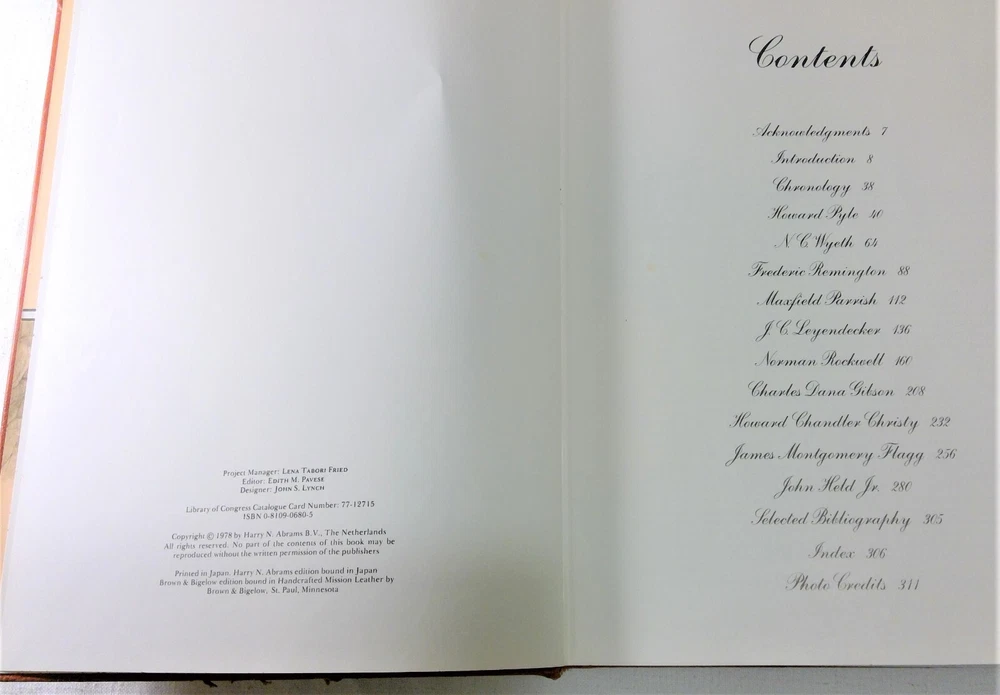 Project Manager: Lena Tabori Fried
Editor: Edith M. Pavese
Designer: John S. Lynch
Library of Congress Catalogue Card Number: 77-12715
ISBN 0-8109-0680-5
Copyright © 1978 by Harry N. Abrams B.V., The Netherlands
All rights reserved. No part of the contents of this book may be
reproduced without the written permission of the publishers
Printed in Japan. Harry N. Abrams edition bound in Japan
Brown & Bigelow edition bound in Handcrafted Mission Leather by
Brown & Bigelow, St. Paul, Minnesota
Contents
Acknowledgments 7
Introduction 8
Chronology 38
Howard Pyle 40
N. C. Wyeth 64
Frederic Remington 88
Maxfield Parrish 112
J. C. Leyendecker 136
Norman Rockwell 160
Charles Dana Gibson 208
Howard Chandler Christy 232
James Montgomery Flagg 256
John Held Jr. 280
Selected Bibliography 305
Index 306
Photo Credits 311